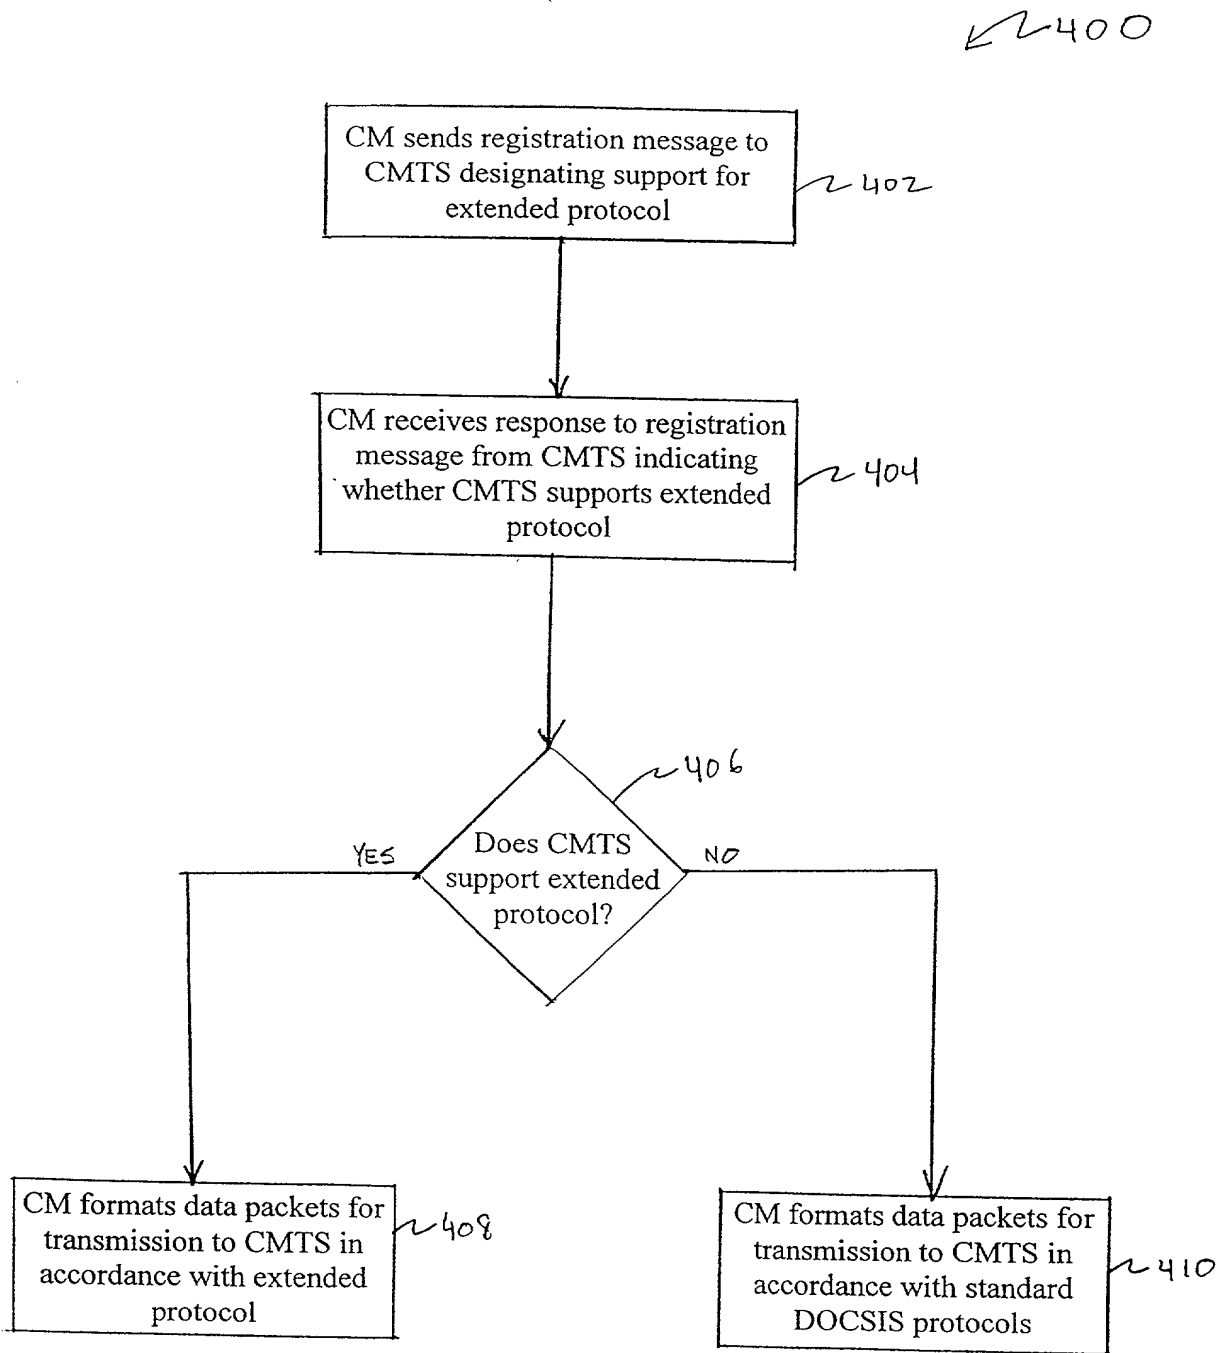 400
CM sends registration message to
CMTS designating support for
extended protocol
402
CM receives response to registration
message from CMTS indicating
whether CMTS supports extended
protocol
404
406
YES
Does CMTS
support extended
protocol?
NO
CM formats data packets for
transmission to CMTS in
accordance with extended
protocol
408
CM formats data packets for
transmission to CMTS in
accordance with standard
DOCSIS protocols
410